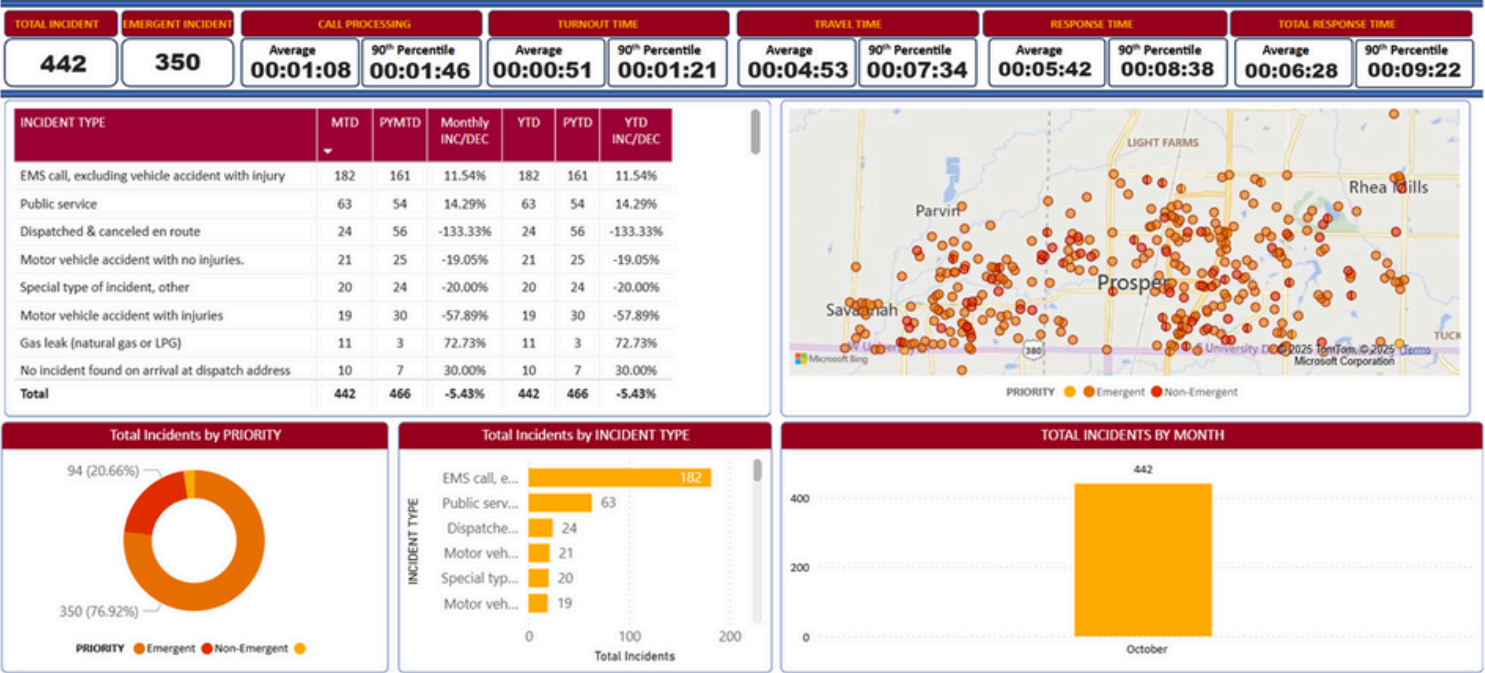 TOTAL INCIDENT
EMERGENT INCIDENT
CALL PROCESSING
TURNOUT TIME
TRAVEL TIME
RESPONSE TIME
TOTAL RESPONSE TIME
442
350
Average
00:01:08
90th Percentile
00:01:46
Average
00:00:51
90th Percentile
00:01:21
Average
00:04:53
90th Percentile
00:07:34
Average
00:05:42
90th Percentile
00:08:38
Average
00:06:28
90th Percentile
00:09:22
INCIDENT TYPE MTD PYMTD Monthly INC/DEC YTD PYTD YTD INC/DEC
EMS call, excluding vehicle accident with injury 182 161 11.54% 182 161 11.54%
Public service 63 54 14.29% 63 54 14.29%
Dispatched & canceled en route 24 56 -133.33% 24 56 -133.33%
Motor vehicle accident with no injuries. 21 25 -19.05% 21 25 -19.05%
Special type of incident, other 20 24 -20.00% 20 24 -20.00%
Motor vehicle accident with injuries 19 30 -57.89% 19 30 -57.89%
Gas leak (natural gas or LPG) 11 3 72.73% 11 3 72.73%
No incident found on arrival at dispatch address 10 7 30.00% 10 7 30.00%
Total 442 466 -5.43% 442 466 -5.43%
LIGHT FARMS
Rhea Mills
Parvin
Prosper
Savannah
TUCK
380
Microsoft Bing
© 2025 TomTom, © 2025 Microsoft Corporation Terms
PRIORITY Emergent Non-Emergent
Total Incidents by PRIORITY
94 (20.66%)
350 (76.92%)
PRIORITY Emergent Non-Emergent
Total Incidents by INCIDENT TYPE
INCIDENT TYPE
EMS call, e... 182
Public serv... 63
Dispatche... 24
Motor veh... 21
Special typ... 20
Motor veh... 19
0 100 200
Total Incidents
TOTAL INCIDENTS BY MONTH
442
400
200
0
October